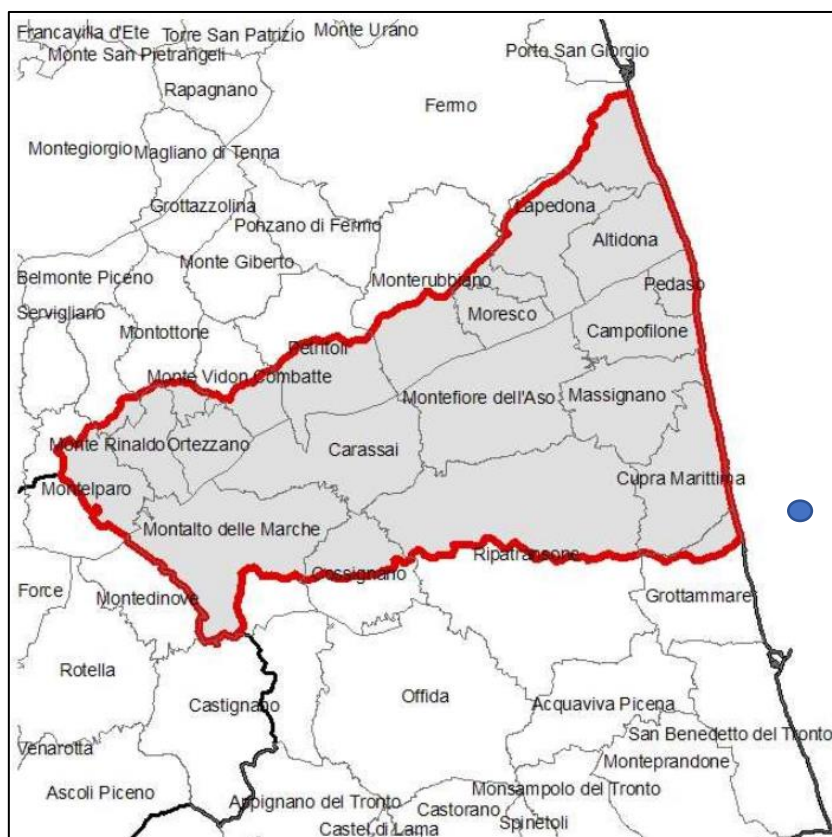 Francavilla d'Ete
Torre San Patrizio
Monte Urano
Monte San Pietrangeli
Porto San Giorgio
Rapagnano
Fermo
Montegiorgio
Magliano di Tenna
Grottazzolina
Lapedona
Ponzano di Fermo
Altidona
Belmonte Piceno
Monte Giberto
Monterubbiano
Pedaso
Servigliano
Moresco
Montottone
Campofilone
Petritoli
Monte Vidon Combatte
Montefiore dell'Aso
Massignano
Monte Rinaldo
Ortezzano
Carassai
Cupra Marittima
Montelparo
Montalto delle Marche
Ripatransone
Cossignano
Force
Montedinove
Grottammare
Rotella
Offida
Castignano
Acquaviva Picena
San Benedetto del Tronto
Venarotta
Monteprandone
Monsampolo del Tronto
Ascoli Piceno
Appignano del Tronto
Castorano
Spinetoli
Castel di Lama